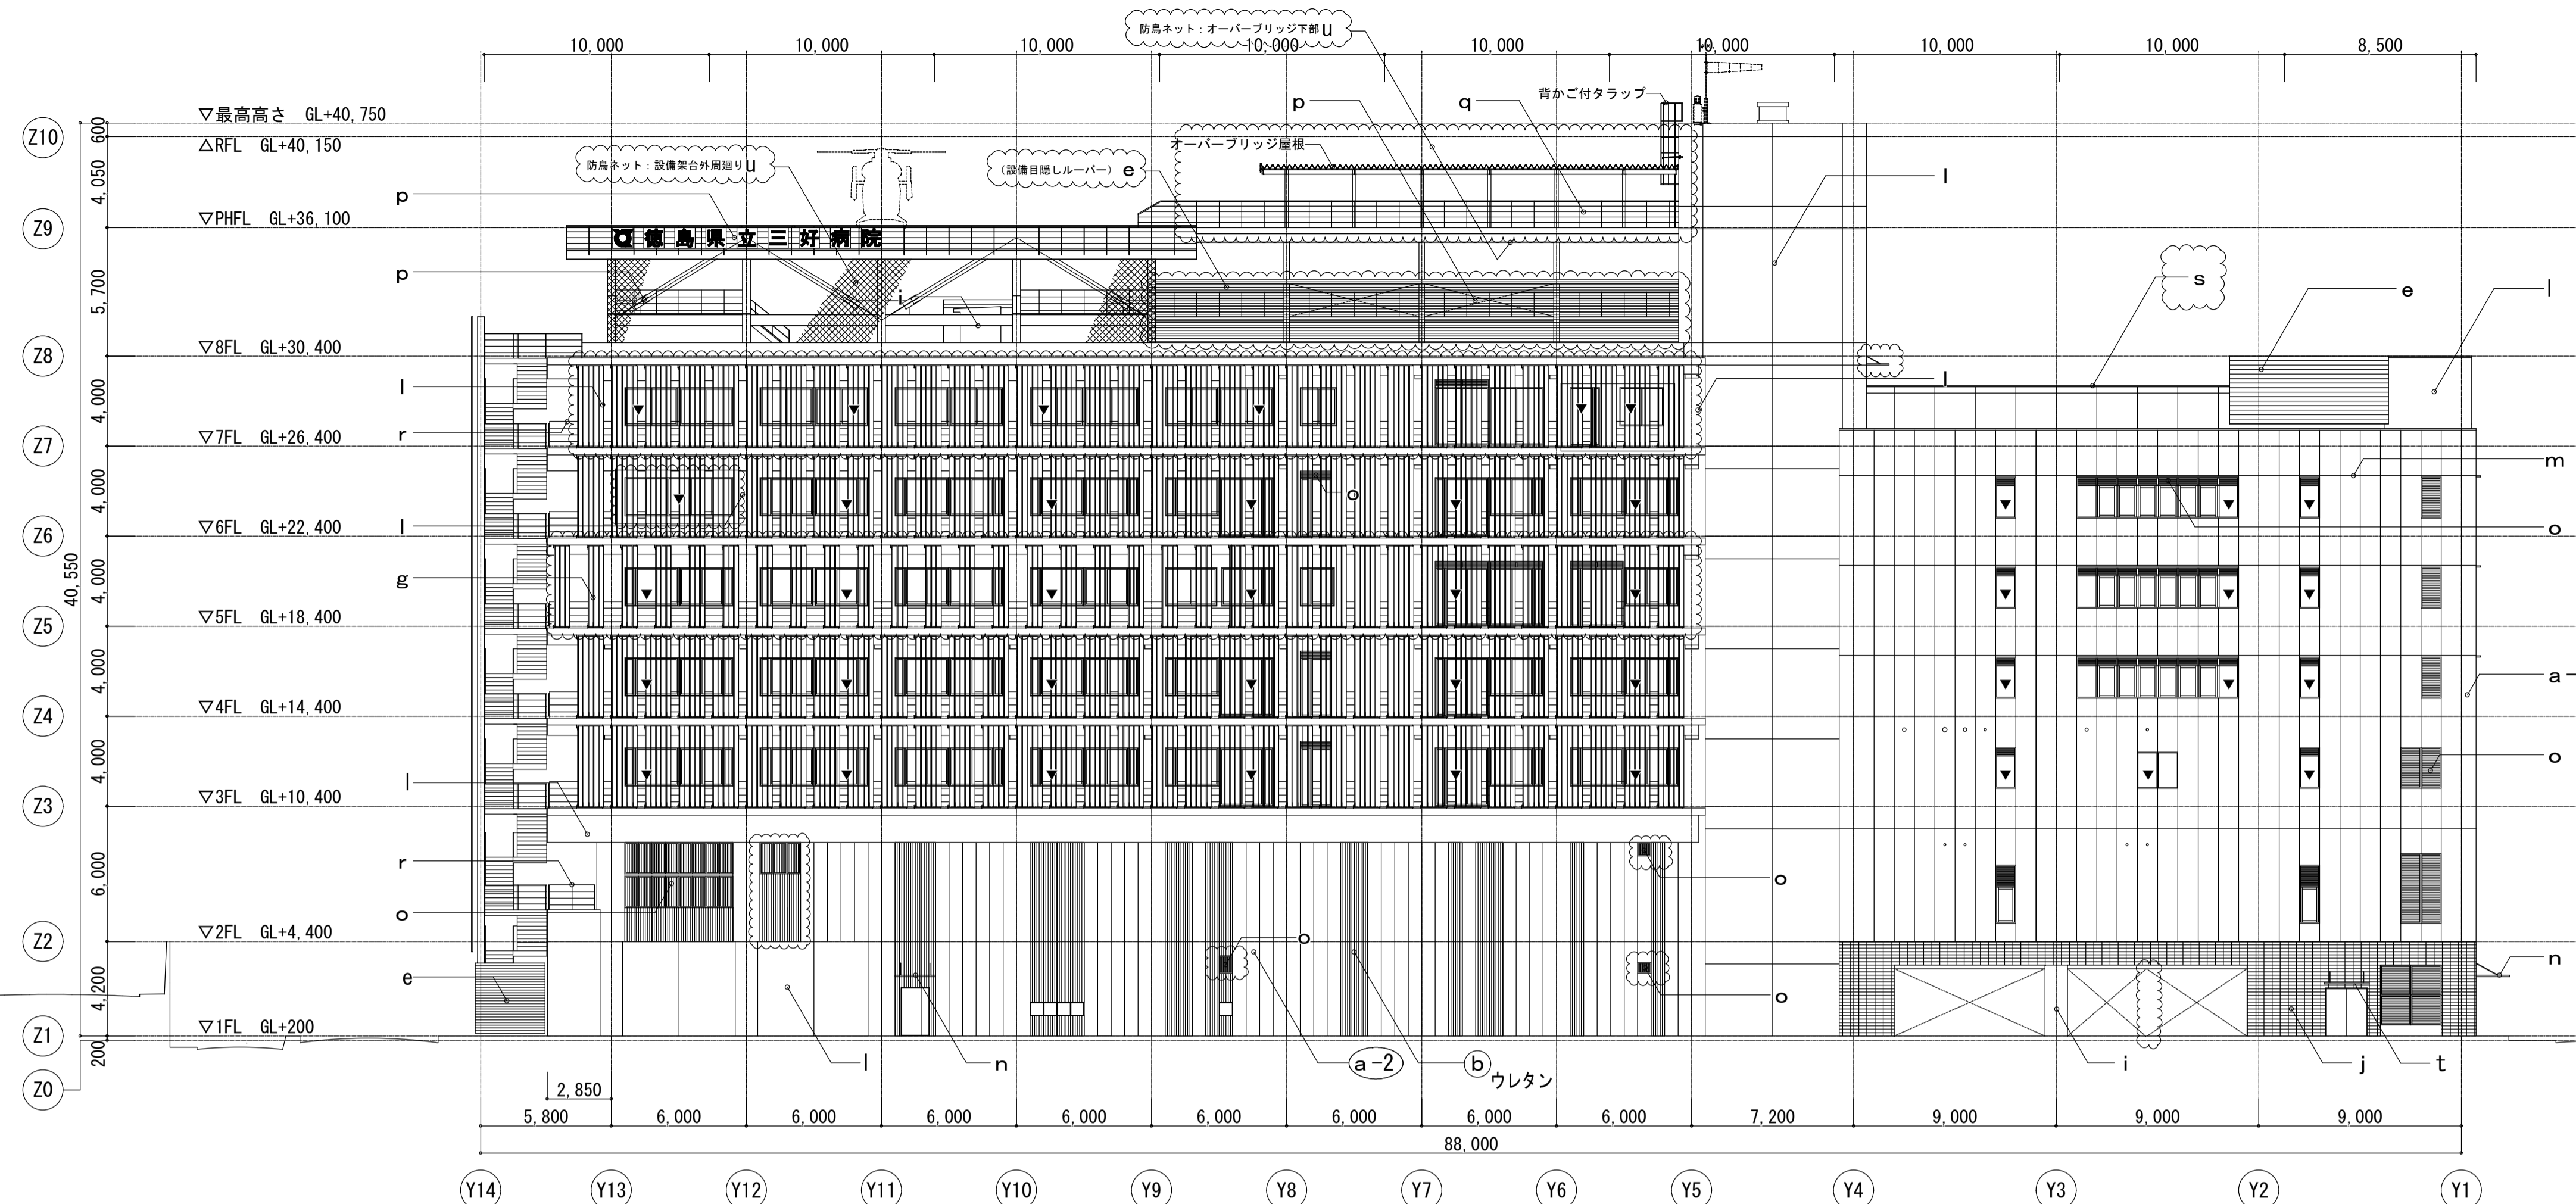 防鳥ネット：オーバーブリッジ下部 u
10,000 10,000 10,000 10,000 10,000 10,000 10,000 10,000 8,500
背かご付タラップ
p
q
▽最高高さ GL+40,750
Z10
600
△RFL GL+40,150
オーバーブリッジ屋根
防鳥ネット：設備架台外周廻り u
（設備目隠しルーバー） e
l
4,050
p
Z9
▽PHFL GL+36,100
徳島県立三好病院
p
i
s
e
l
5,700
Z8
▽8FL GL+30,400
l
l
4,000
r
Z7
▽7FL GL+26,400
m
4,000
o
l
o
Z6
▽6FL GL+22,400
40,550
4,000
g
Z5
▽5FL GL+18,400
4,000
a-
Z4
▽4FL GL+14,400
4,000
l
o
Z3
▽3FL GL+10,400
6,000
r
o
o
Z2
▽2FL GL+4,400
o
4,200
e
n
o
Z1
▽1FL GL+200
200
l
n
a-2
b
ウレタン
i
j
t
Z0
2,850
5,800 6,000 6,000 6,000 6,000 6,000 6,000 6,000 6,000 7,200 9,000 9,000 9,000
88,000
Y14 Y13 Y12 Y11 Y10 Y9 Y8 Y7 Y6 Y5 Y4 Y3 Y2 Y1